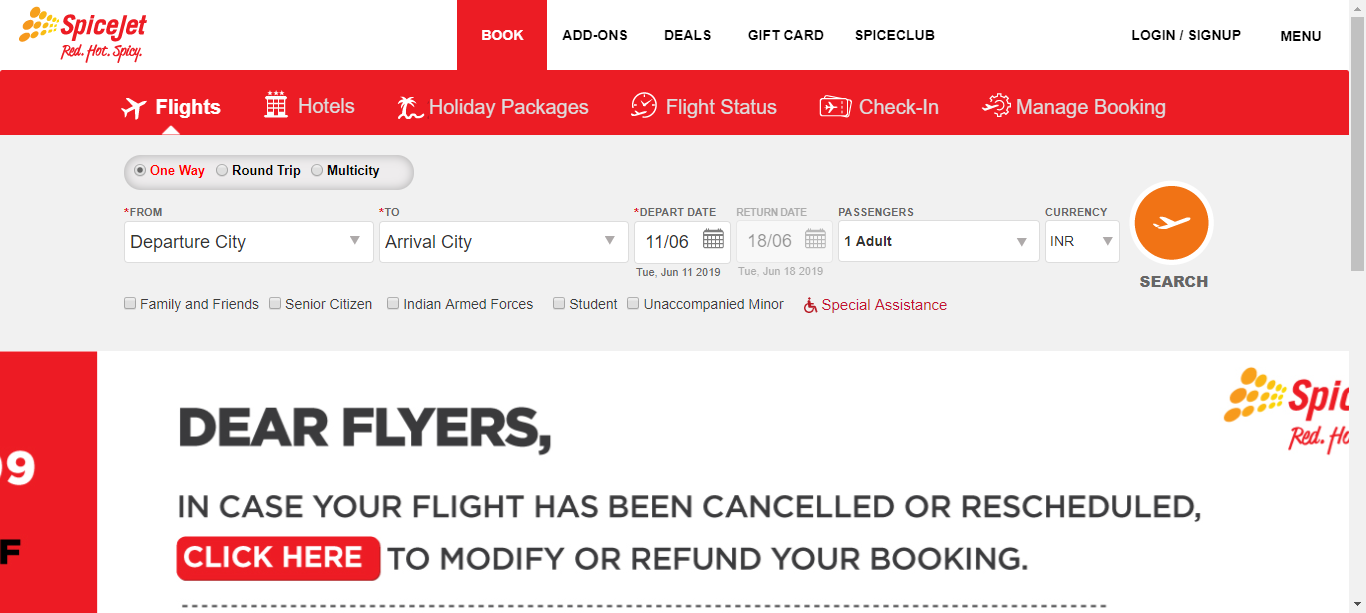 SpiceJet
Red. Hot. Spicy.
BOOK ADD-ONS DEALS GIFT CARD SPICECLUB LOGIN / SIGNUP MENU
Flights Hotels Holiday Packages Flight Status Check-In Manage Booking
One Way Round Trip Multicity
*FROM *TO *DEPART DATE RETURN DATE PASSENGERS CURRENCY
Departure City Arrival City 11/06 18/06 1 Adult INR
Tue, Jun 11 2019 Tue, Jun 18 2019
SEARCH
Family and Friends Senior Citizen Indian Armed Forces Student Unaccompanied Minor Special Assistance
Spic
Red. Ho
DEAR FLYERS,
9
IN CASE YOUR FLIGHT HAS BEEN CANCELLED OR RESCHEDULED,
F
CLICK HERE TO MODIFY OR REFUND YOUR BOOKING.